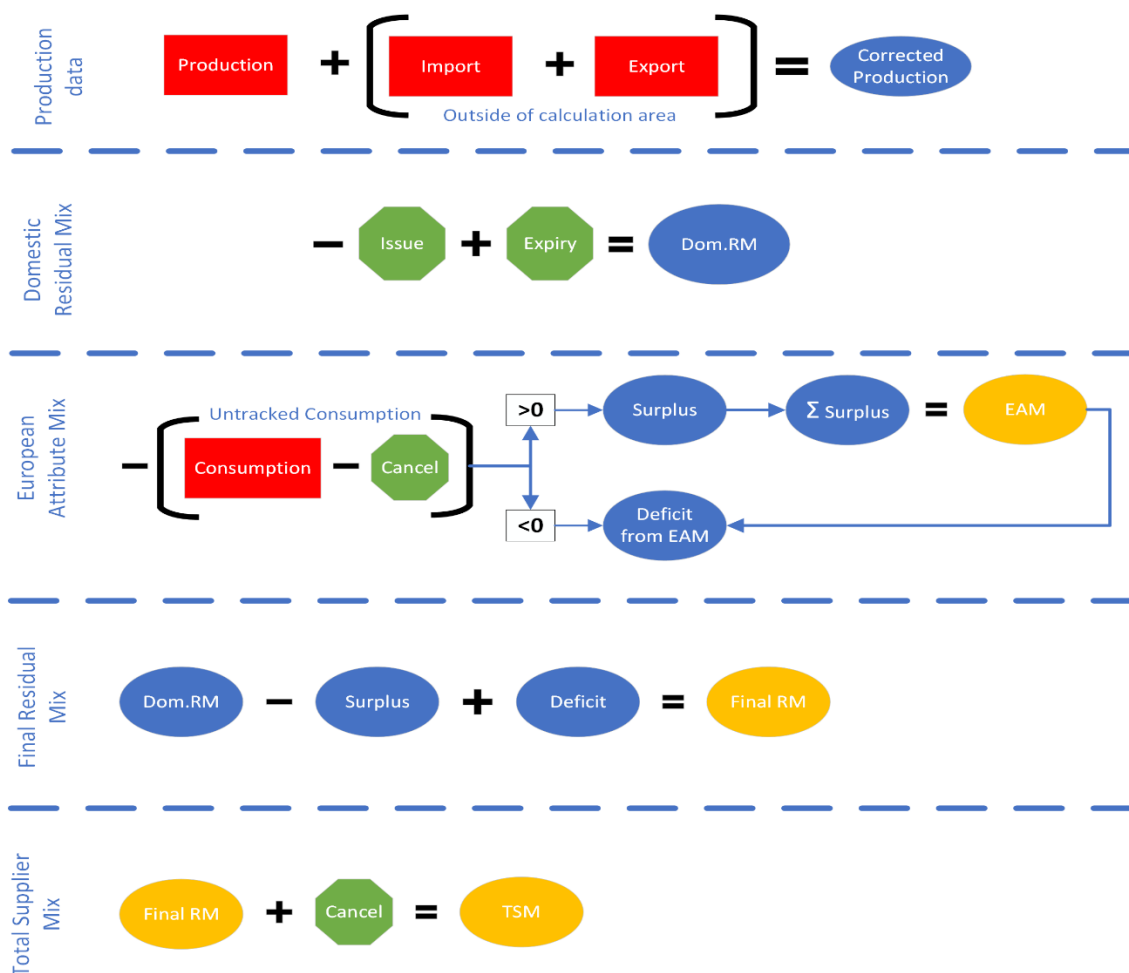 Production
data
Production + ( Import + Export ) = Corrected
Production
Outside of calculation area
Domestic
Residual Mix
− Issue + Expiry = Dom.RM
European
Attribute Mix
Untracked Consumption
− ( Consumption − Cancel )
>0
Surplus
Σ Surplus
=
EAM
<0
Deficit
from EAM
Final Residual
Mix
Dom.RM − Surplus + Deficit = Final RM
Total Supplier
Mix
Final RM + Cancel = TSM